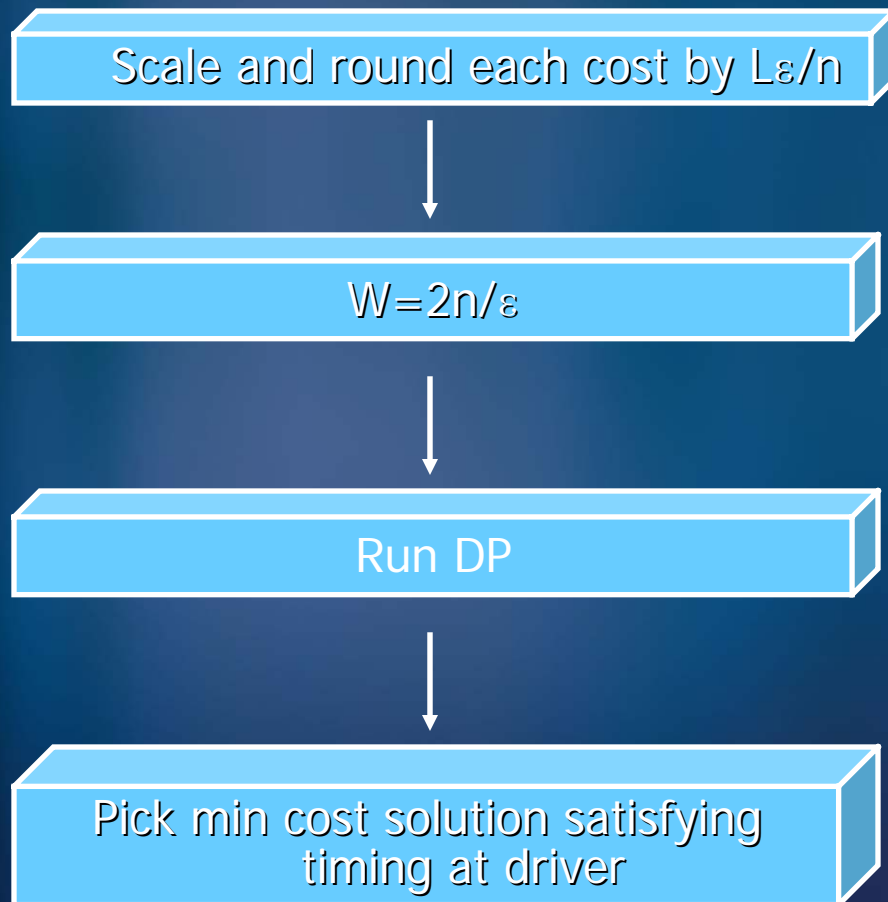 Scale and round each cost by Lε/n
W=2n/ε
Run DP
Pick min cost solution satisfying
timing at driver